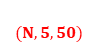 (N, 5, 50)